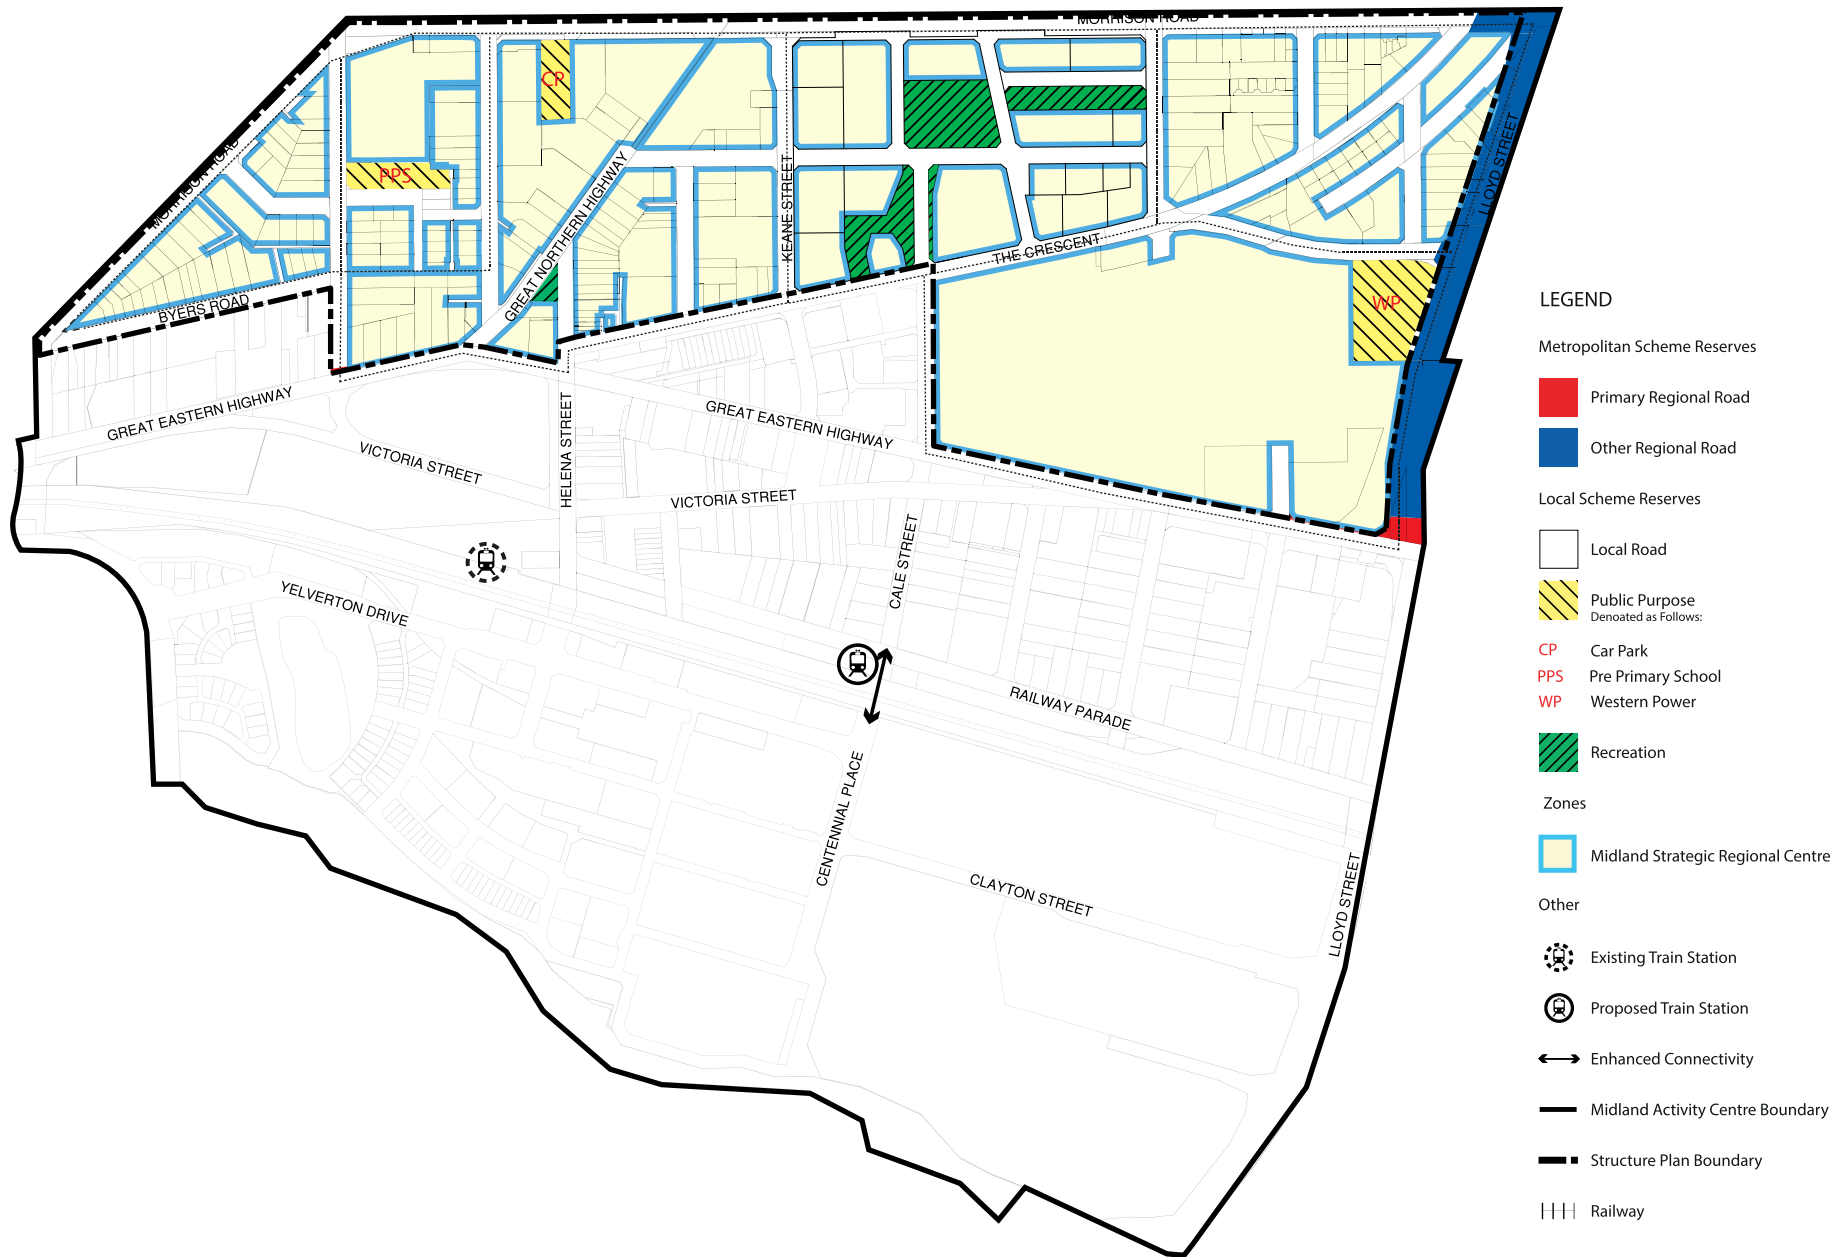 MORRISON ROAD
CP
PPS
MORRISON ROAD
KEANE STREET
GREAT NORTHERN HIGHWAY
LLOYD STREET
THE CRESCENT
BYERS ROAD
WP
GREAT EASTERN HIGHWAY
GREAT EASTERN HIGHWAY
VICTORIA STREET
HELENA STREET
VICTORIA STREET
CALE STREET
YELVERTON DRIVE
RAILWAY PARADE
CENTENNIAL PLACE
CLAYTON STREET
LLOYD STREET
LEGEND
Metropolitan Scheme Reserves
Primary Regional Road
Other Regional Road
Local Scheme Reserves
Local Road
Public Purpose
Denoated as Follows:
CP Car Park
PPS Pre Primary School
WP Western Power
Recreation
Zones
Midland Strategic Regional Centre
Other
Existing Train Station
Proposed Train Station
Enhanced Connectivity
Midland Activity Centre Boundary
Structure Plan Boundary
Railway